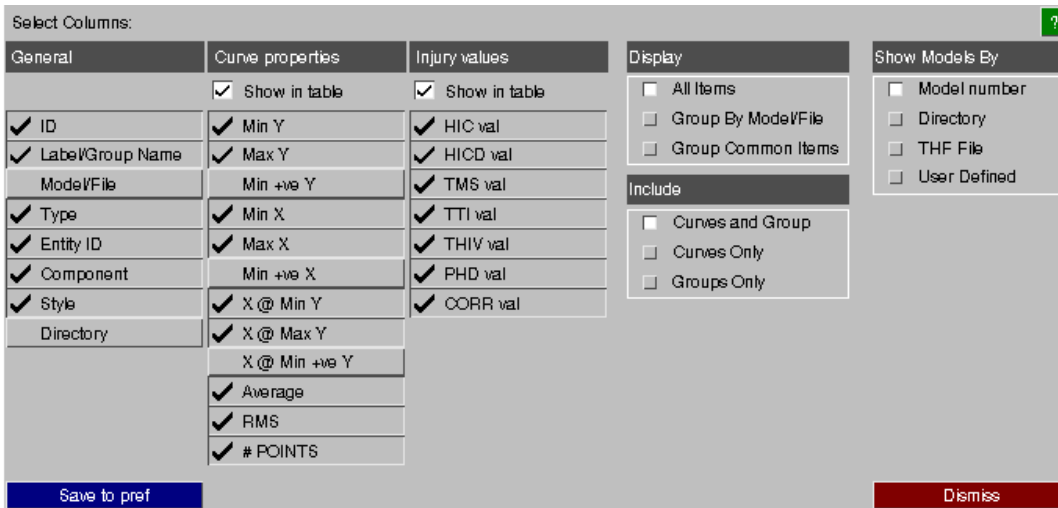 Select Columns:
?
General
ID
Label/Group Name
Model/File
Type
Entity ID
Component
Style
Directory
Curve properties
Show in table
Min Y
Max Y
Min +ve Y
Min X
Max X
Min +ve X
X @ Min Y
X @ Max Y
X @ Min +ve Y
Average
RMS
# POINTS
Injury values
Show in table
HIC val
HICD val
TMS val
TTI val
THIV val
PHD val
CORR val
Display
All Items
Group By Model/File
Group Common Items
Include
Curves and Group
Curves Only
Groups Only
Show Models By
Model number
Directory
THF File
User Defined
Save to pref
Dismiss